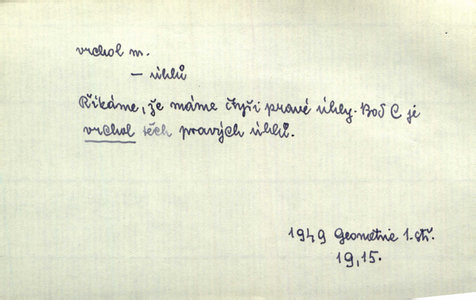 vrchol m.
– úhlů
Říkáme, že máme čtyři pravé úhly. Bod C je
vrchol těch pravých úhlů.
1949 Geometrie 1. stř.
19,15.